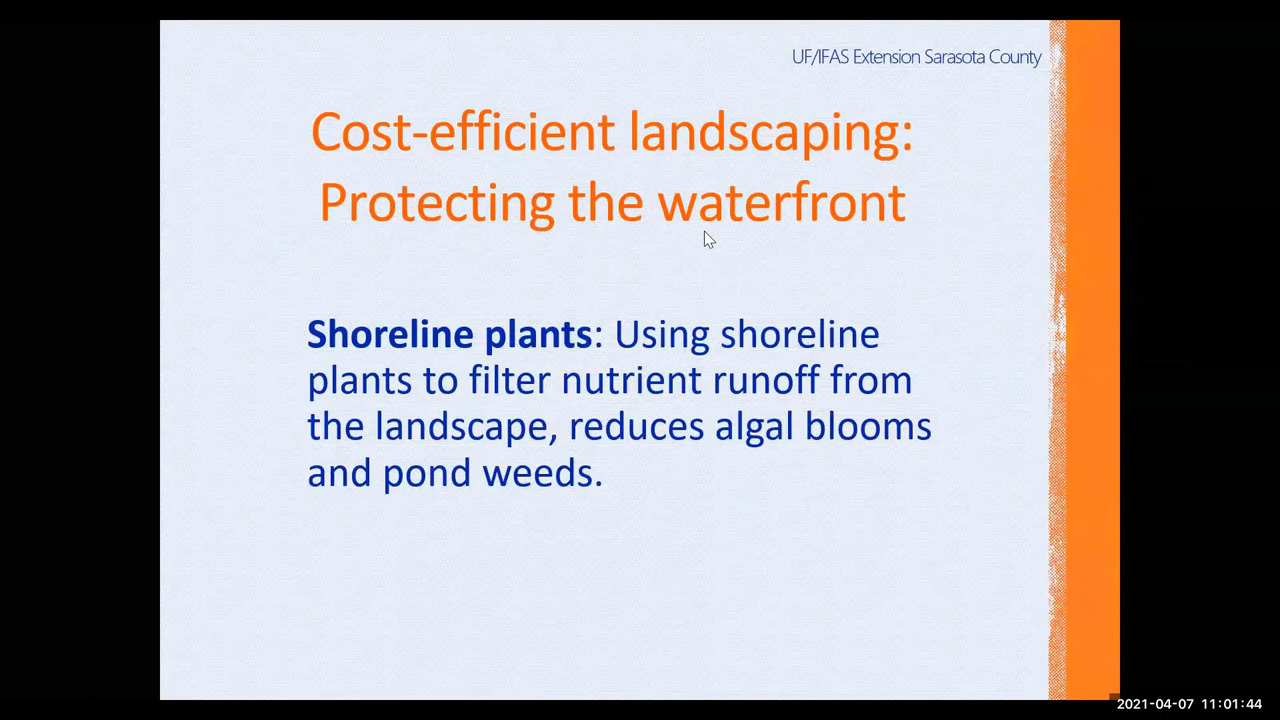 UF/IFAS Extension Sarasota County
Cost-efficient landscaping:
Protecting the waterfront
Shoreline plants: Using shoreline
plants to filter nutrient runoff from
the landscape, reduces algal blooms
and pond weeds.
2021-04-07 11:01:44